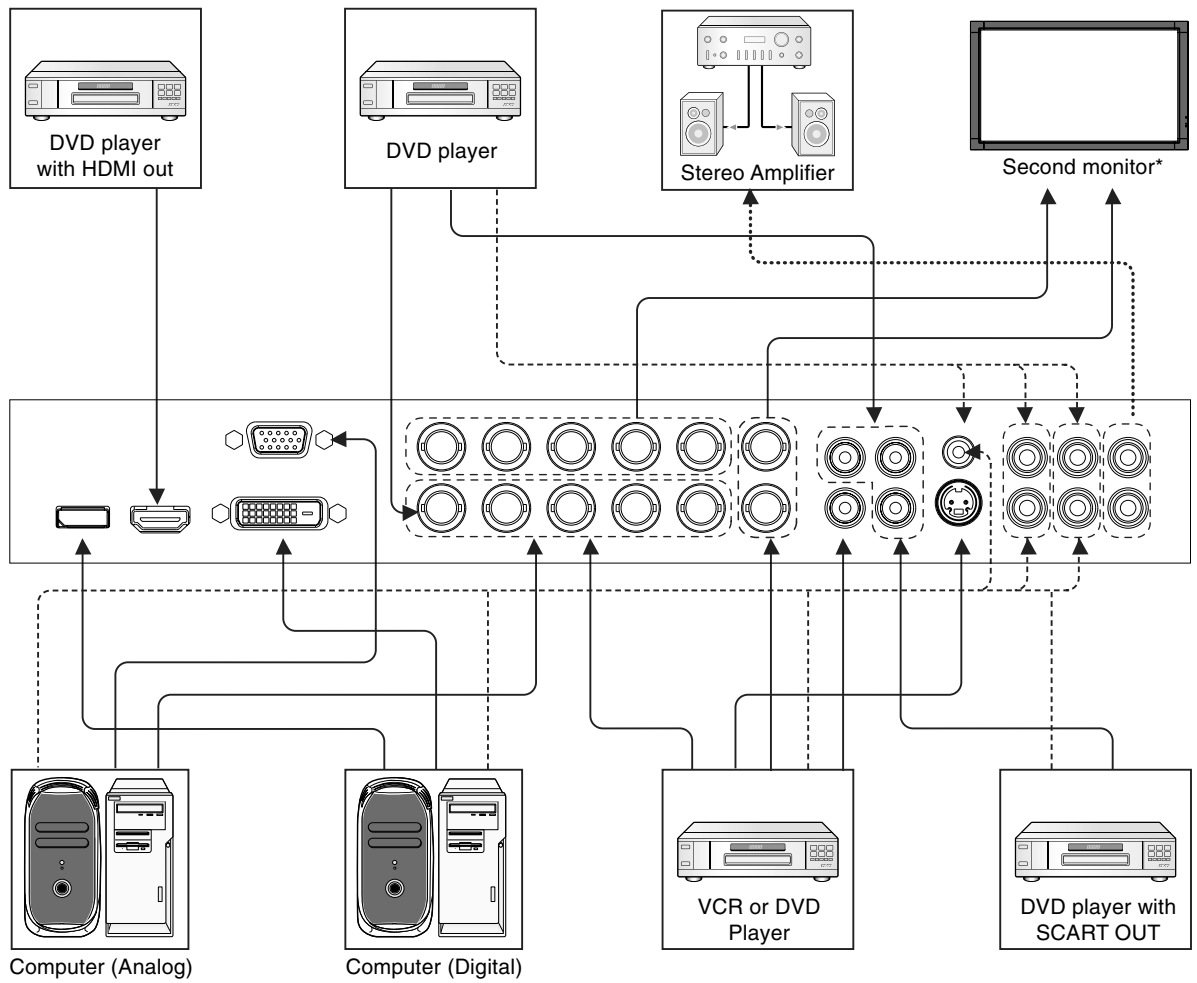 DVD player
with HDMI out
DVD player
Stereo Amplifier
Second monitor*
Computer (Analog)
Computer (Digital)
VCR or DVD
Player
DVD player with
SCART OUT